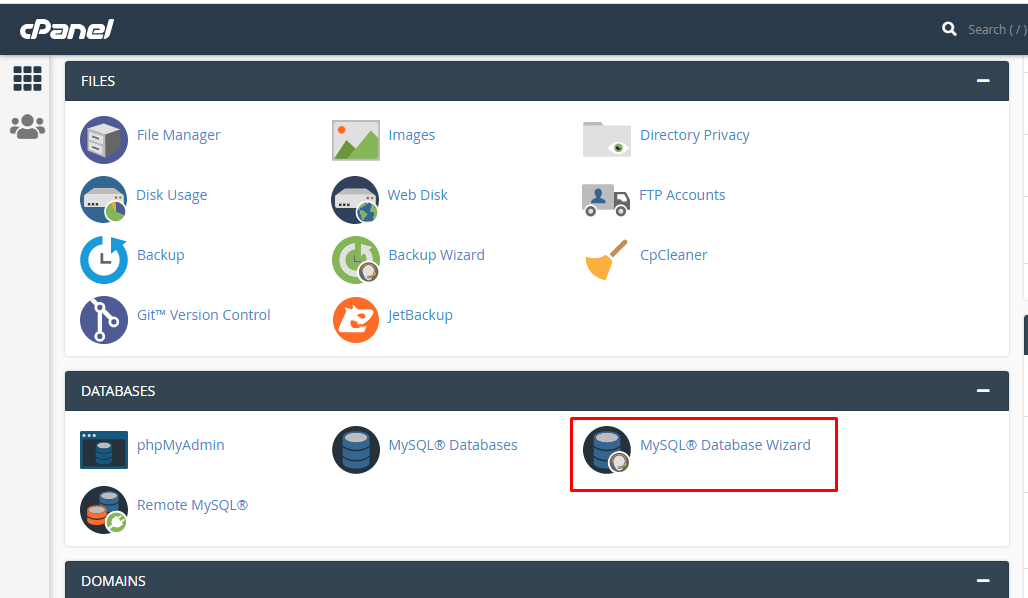 cPanel
Search ( / )
FILES
File Manager
Images
Directory Privacy
Disk Usage
Web Disk
FTP Accounts
Backup
Backup Wizard
CpCleaner
Git™ Version Control
JetBackup
DATABASES
phpMyAdmin
MySQL® Databases
MySQL® Database Wizard
Remote MySQL®
DOMAINS